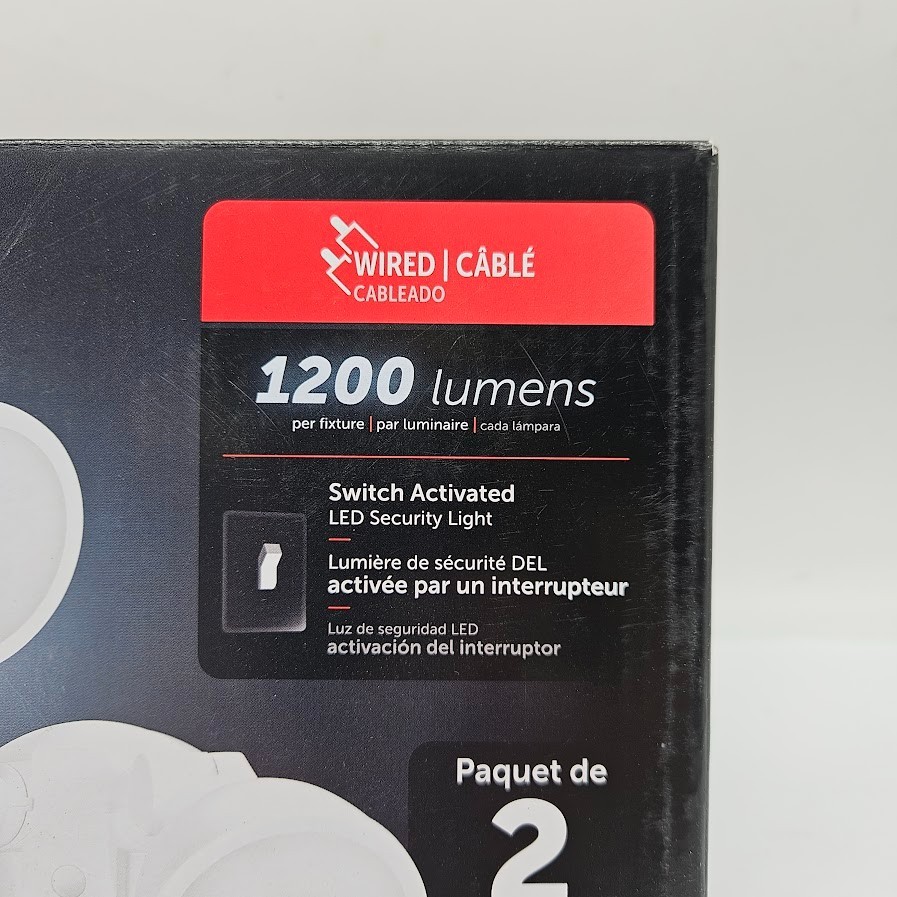 WIRED | CÂBLÉ
CABLEADO
1200 lumens
per fixture | par luminaire | cada lámpara
Switch Activated
LED Security Light
Lumière de sécurité DEL
activée par un interrupteur
Luz de seguridad LED
activación del interruptor
Paquet de
2